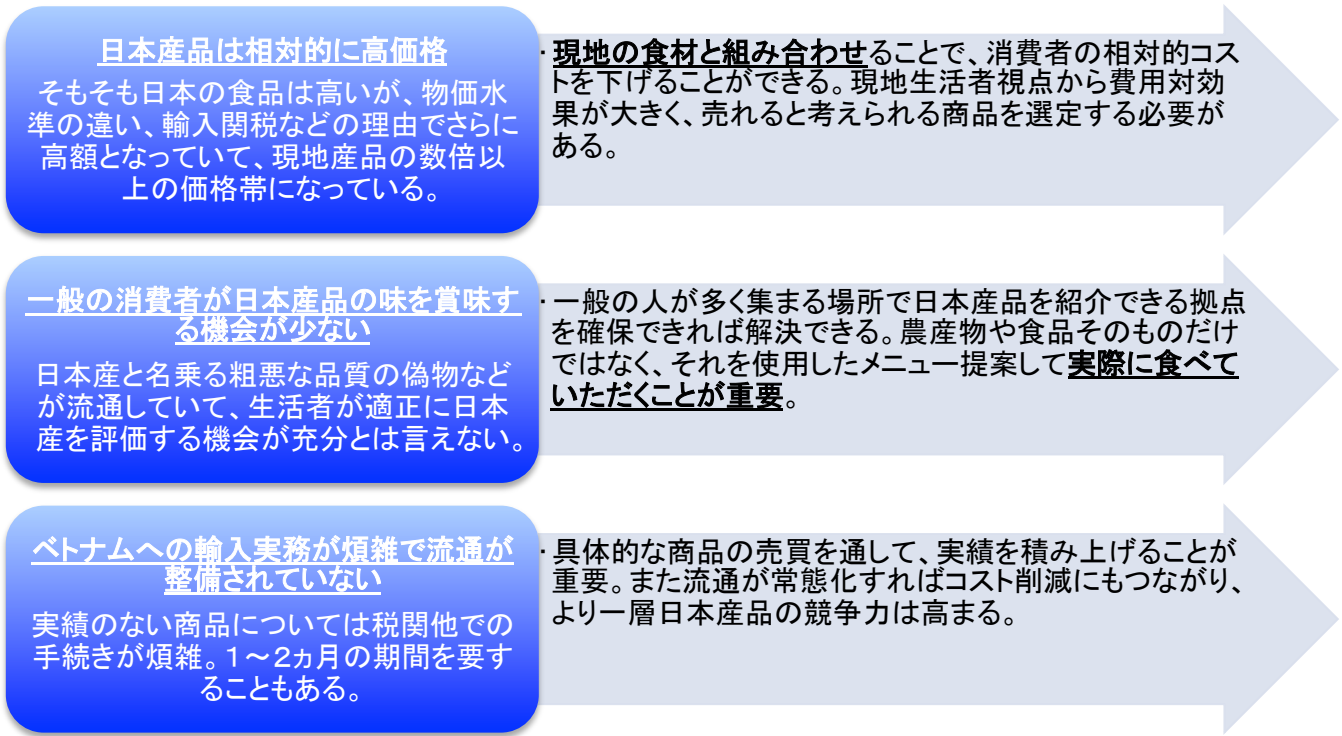 日本産品は相対的に高価格
そもそも日本の食品は高いが、物価水
準の違い、輸入関税などの理由でさらに
高額となっていて、現地産品の数倍以
上の価格帯になっている。
・現地の食材と組み合わせることで、消費者の相対的コス
トを下げることができる。現地生活者視点から費用対効
果が大きく、売れると考えられる商品を選定する必要が
ある。
一般の消費者が日本産品の味を賞味す
る機会が少ない
日本産と名乗る粗悪な品質の偽物など
が流通していて、生活者が適正に日本
産を評価する機会が充分とは言えない。
・一般の人が多く集まる場所で日本産品を紹介できる拠点
を確保できれば解決できる。農産物や食品そのものだけ
ではなく、それを使用したメニュー提案して実際に食べて
いただくことが重要。
ベトナムへの輸入実務が煩雑で流通が
整備されていない
実績のない商品については税関他での
手続きが煩雑。1～2ヵ月の期間を要す
ることもある。
・具体的な商品の売買を通して、実績を積み上げることが
重要。また流通が常態化すればコスト削減にもつながり、
より一層日本産品の競争力は高まる。